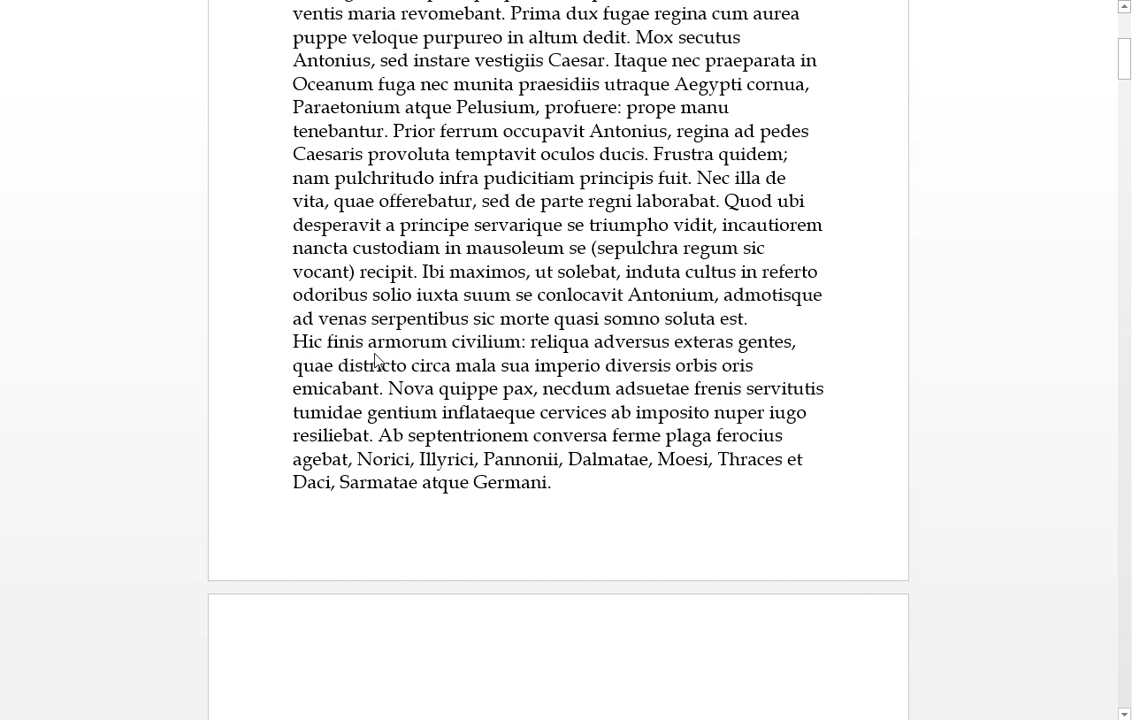 ventis maria revomebant. Prima dux fugae regina cum aurea
puppe veloque purpureo in altum dedit. Mox secutus
Antonius, sed instare vestigiis Caesar. Itaque nec praeparata in
Oceanum fuga nec munita praesidiis utraque Aegypti cornua,
Paraetonium atque Pelusium, profuere: prope manu
tenebantur. Prior ferrum occupavit Antonius, regina ad pedes
Caesaris provoluta temptavit oculos ducis. Frustra quidem;
nam pulchritudo infra pudicitiam principis fuit. Nec illa de
vita, quae offerebatur, sed de parte regni laborabat. Quod ubi
desperavit a principe servarique se triumpho vidit, incautiorem
nancta custodiam in mausoleum se (sepulchra regum sic
vocant) recipit. Ibi maximos, ut solebat, induta cultus in referto
odoribus solio iuxta suum se conlocavit Antonium, admotisque
ad venas serpentibus sic morte quasi somno soluta est.
Hic finis armorum civilium: reliqua adversus exteras gentes,
quae districto circa mala sua imperio diversis orbis oris
emicabant. Nova quippe pax, necdum adsuetae frenis servitutis
tumidae gentium inflataeque cervices ab imposito nuper iugo
resiliebat. Ab septentrionem conversa ferme plaga ferocius
agebat, Norici, Illyrici, Pannonii, Dalmatae, Moesi, Thraces et
Daci, Sarmatae atque Germani.